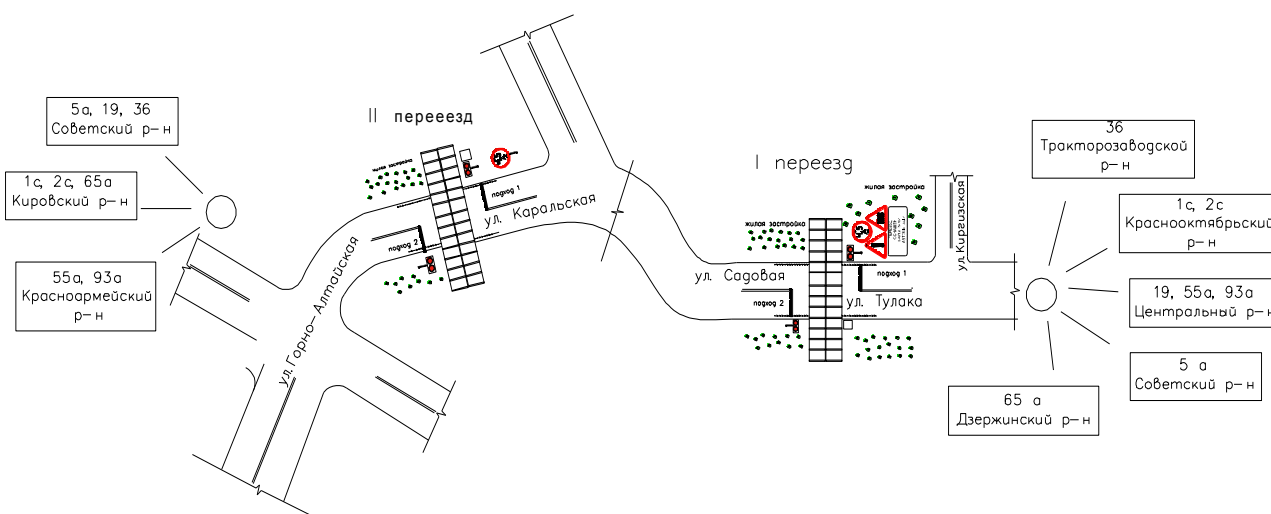 5а, 19, 36
Советский р-н
1с, 2с, 65а
Кировский р-н
55а, 93а
Красноармейский
р-н
II перееезд
подход 1
ул. Каральская
подход 2
ул. Горно-Алтайская
I переезд
жилая застройка
жилая застройка
4,5
ул. Садовая
подход 1
подход 2
ул. Тулака
ул. Киргизская
36
Тракторозаводской
р-н
1с, 2с
Краснооктябрьский
р-н
19, 55а, 93а
Центральный р-н
5 а
Советский р-н
65 а
Дзержинский р-н